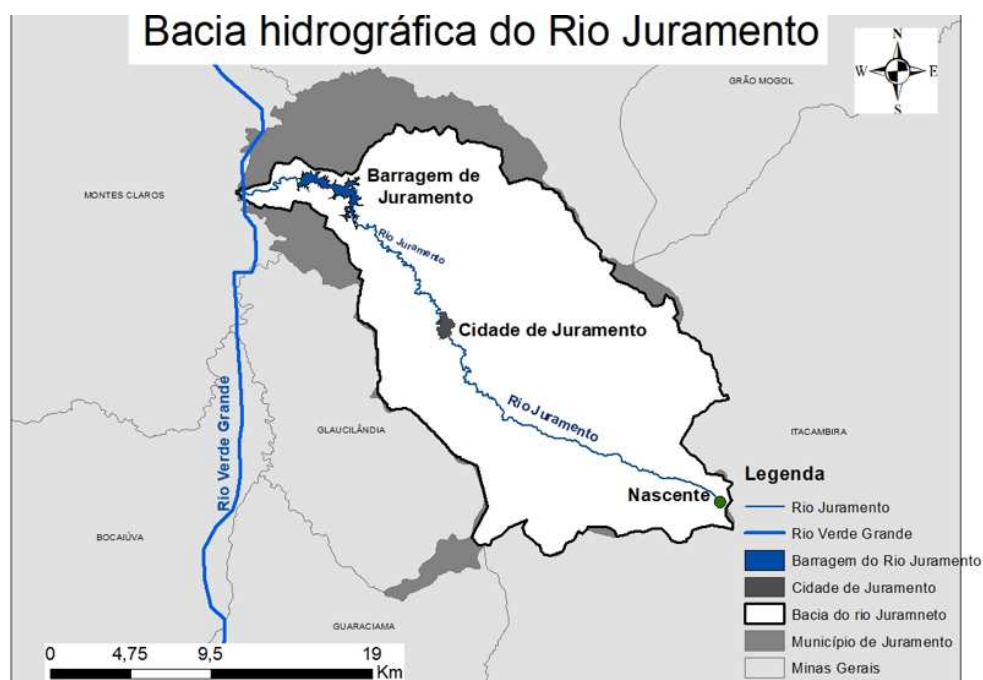 Bacia hidrográfica do Rio Juramento
N
W E
S
GRÃO MOGOL
MONTES CLAROS
Barragem de
Juramento
Rio Juramento
Cidade de Juramento
Rio Verde Grande
Rio Juramento
GLAUCILÂNDIA
ITACAMBIRA
Nascente
BOCAIÚVA
GUARACIAMA
Legenda
Rio Juramento
Rio Verde Grande
Barragem do Rio Juramento
Cidade de Juramento
Bacia do rio Juramneto
Município de Juramento
Minas Gerais
0 4,75 9,5 19
Km